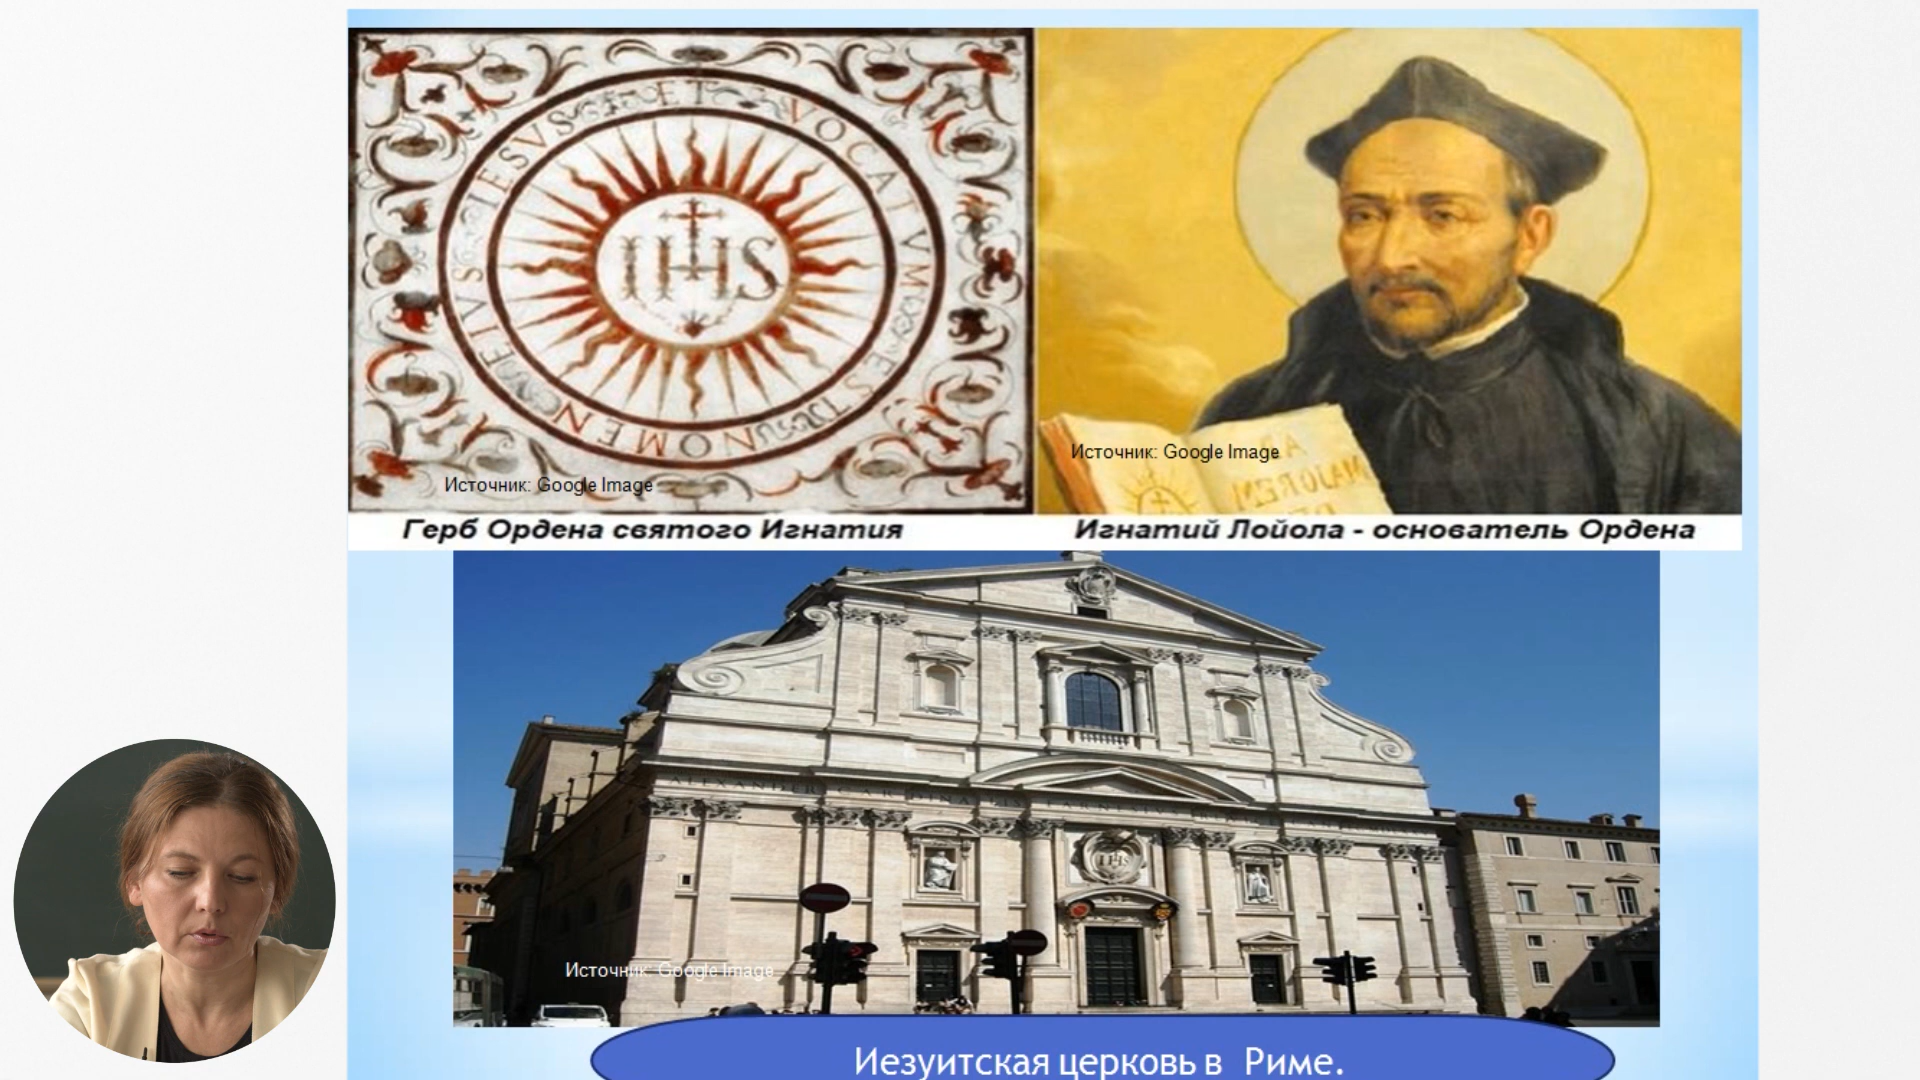 IESVS ET VOCATVM EST NOMEN EIVS
IHS
Источник: Google Image
Источник: Google Image
Герб Ордена святого Игнатия
Игнатий Лойола - основатель Ордена
IHS
Источник: Google Image
Иезуитская церковь в Риме.